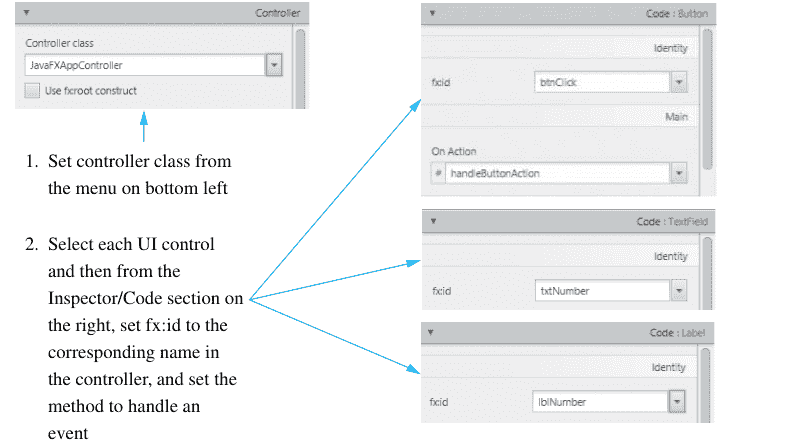 Controller
Controller class
JavaFXAppController
Use fx:root construct
1. Set controller class from
the menu on bottom left
2. Select each UI control
and then from the
Inspector/Code section on
the right, set fx:id to the
corresponding name in
the controller, and set the
method to handle an
event
Code : Button
Identity
fx:id
btnClick
Main
On Action
# handleButtonAction
Code : TextField
Identity
fx:id
txtNumber
Code : Label
Identity
fx:id
lblNumber